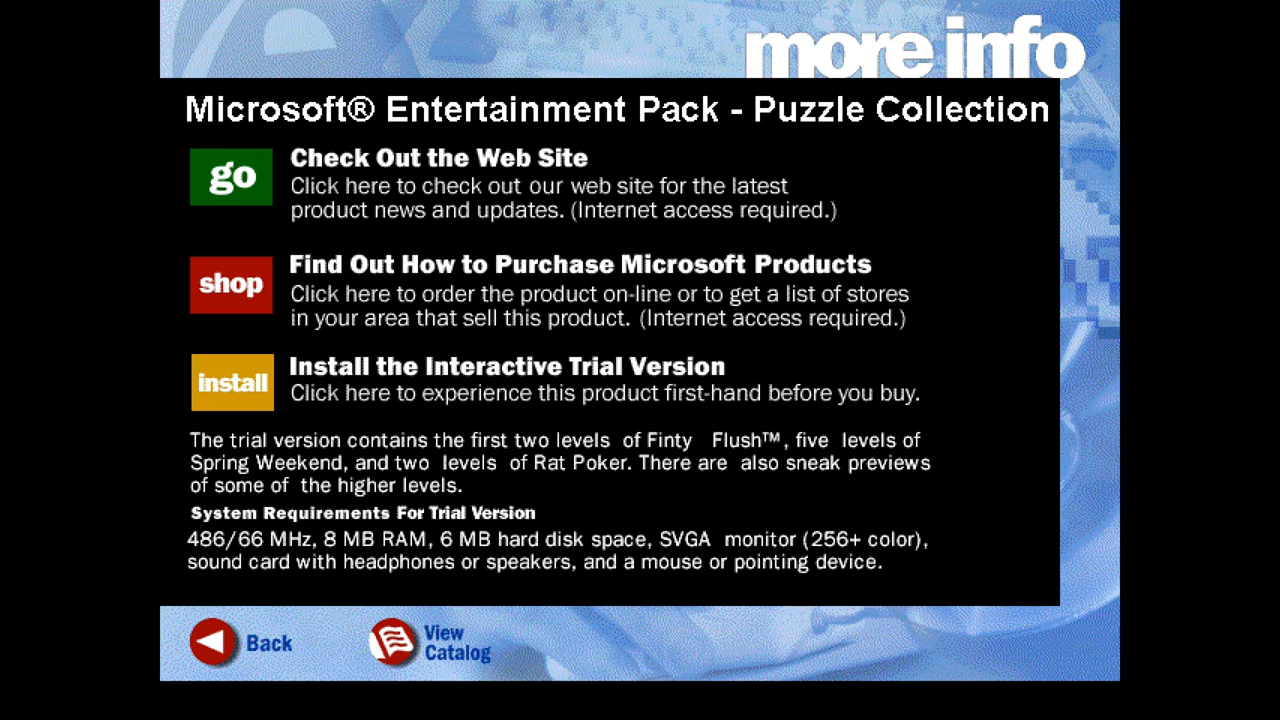 more info
Microsoft® Entertainment Pack - Puzzle Collection
go
Check Out the Web Site
Click here to check out our web site for the latest
product news and updates. (Internet access required.)
shop
Find Out How to Purchase Microsoft Products
Click here to order the product on-line or to get a list of stores
in your area that sell this product. (Internet access required.)
install
Install the Interactive Trial Version
Click here to experience this product first-hand before you buy.
The trial version contains the first two levels of Finty Flush™, five levels of
Spring Weekend, and two levels of Rat Poker. There are also sneak previews
of some of the higher levels.
System Requirements For Trial Version
486/66 MHz, 8 MB RAM, 6 MB hard disk space, SVGA monitor (256+ color),
sound card with headphones or speakers, and a mouse or pointing device.
Back
View
Catalog